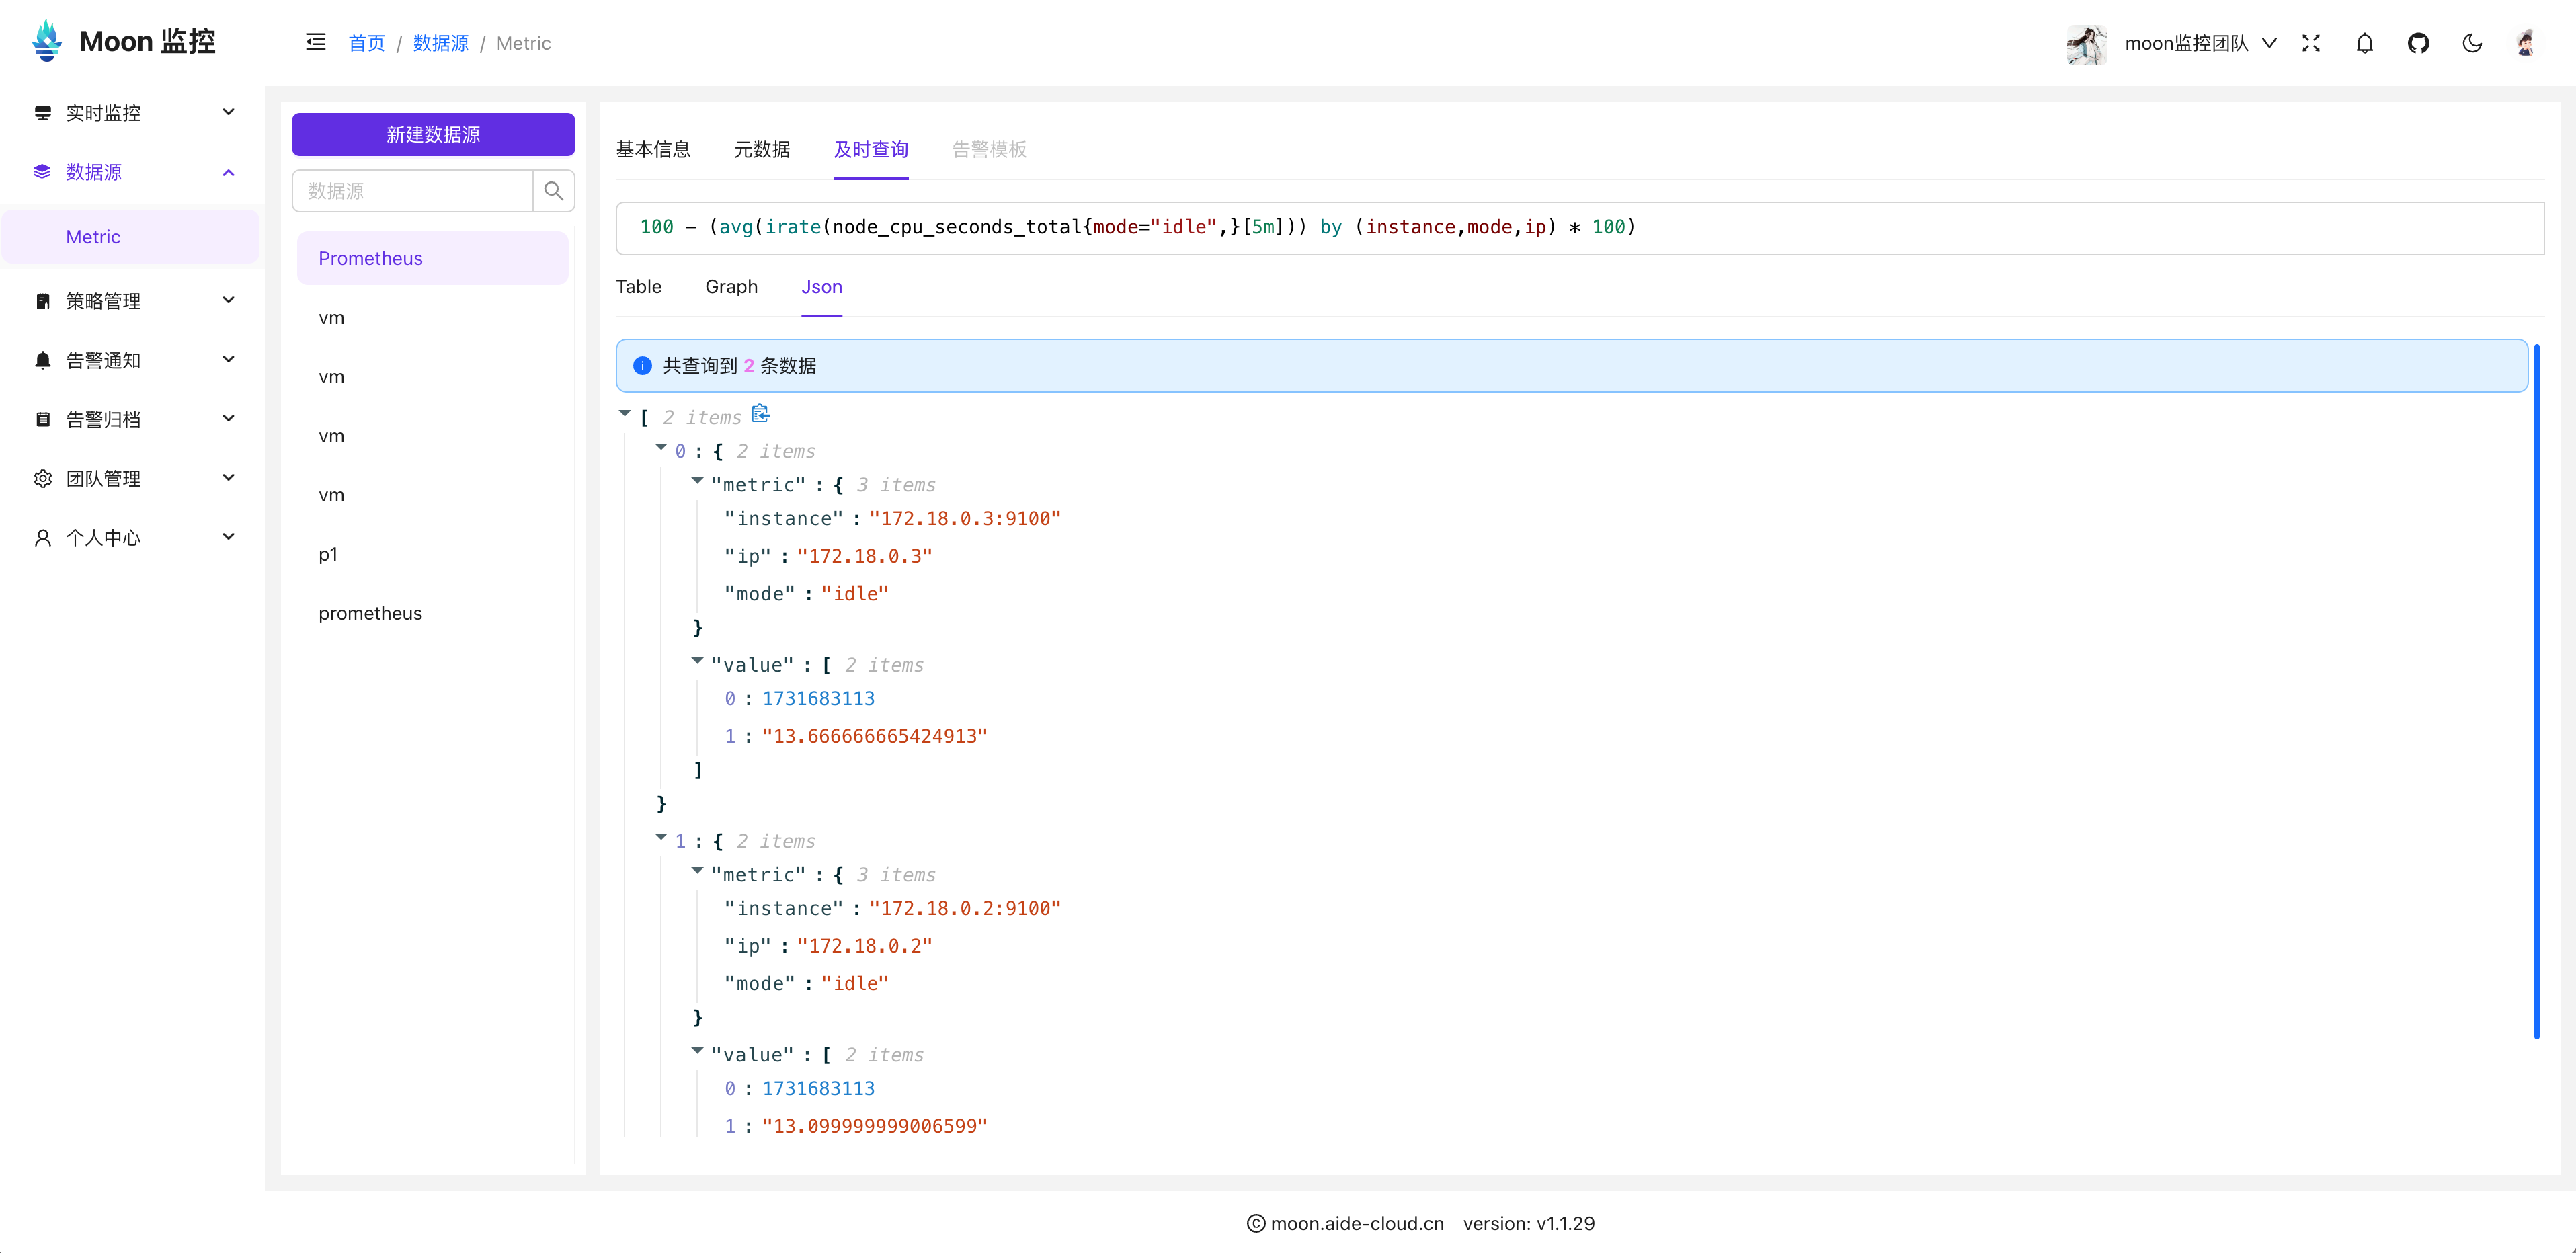 Moon 监控
首页 / 数据源 / Metric
moon监控团队
实时监控
数据源
Metric
策略管理
告警通知
告警归档
团队管理
个人中心
新建数据源
数据源
Prometheus
vm
vm
vm
vm
p1
prometheus
基本信息 元数据 及时查询 告警模板
100 - (avg(irate(node_cpu_seconds_total{mode="idle",}[5m])) by (instance,mode,ip) * 100)
Table Graph Json
共查询到 2 条数据
[ 2 items
0 : { 2 items
"metric" : { 3 items
"instance" : "172.18.0.3:9100"
"ip" : "172.18.0.3"
"mode" : "idle"
}
"value" : [ 2 items
0 : 1731683113
1 : "13.666666665424913"
]
}
1 : { 2 items
"metric" : { 3 items
"instance" : "172.18.0.2:9100"
"ip" : "172.18.0.2"
"mode" : "idle"
}
"value" : [ 2 items
0 : 1731683113
1 : "13.099999999006599"
© moon.aide-cloud.cn version: v1.1.29